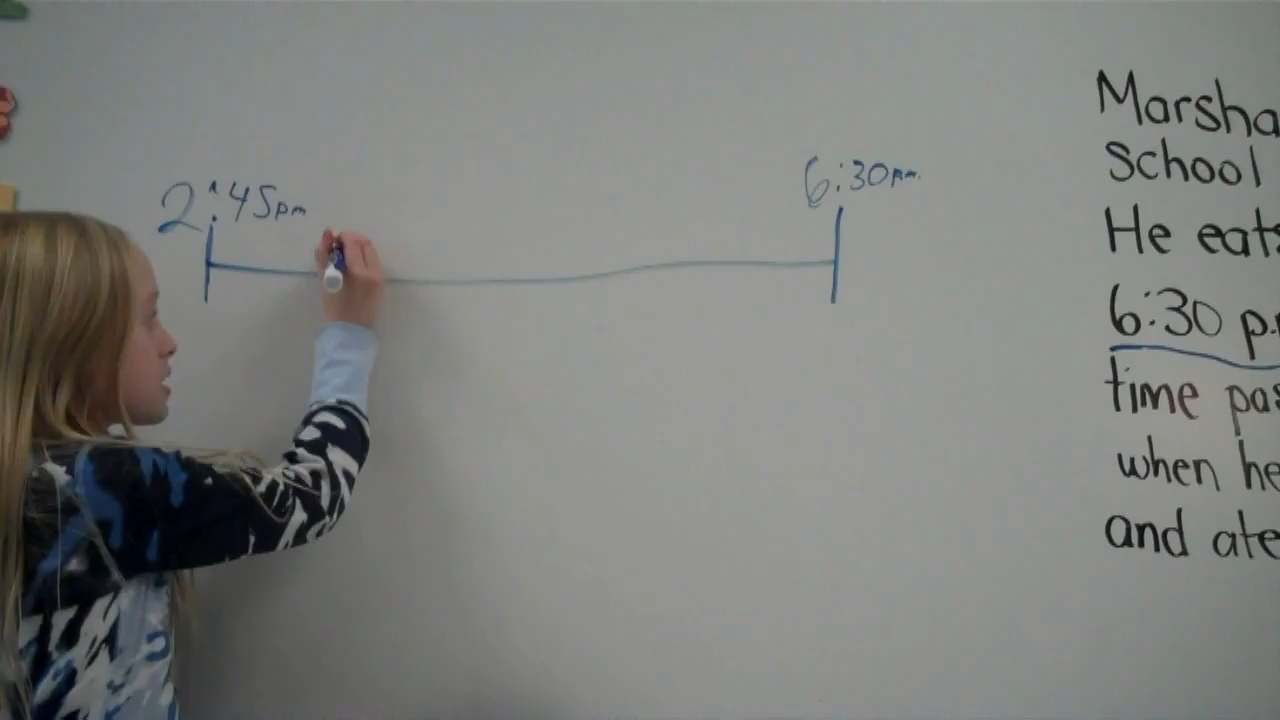 2:45pm
6:30pm.
Marsha
School
He eats
6:30 p.m
time pas
when he
and ate